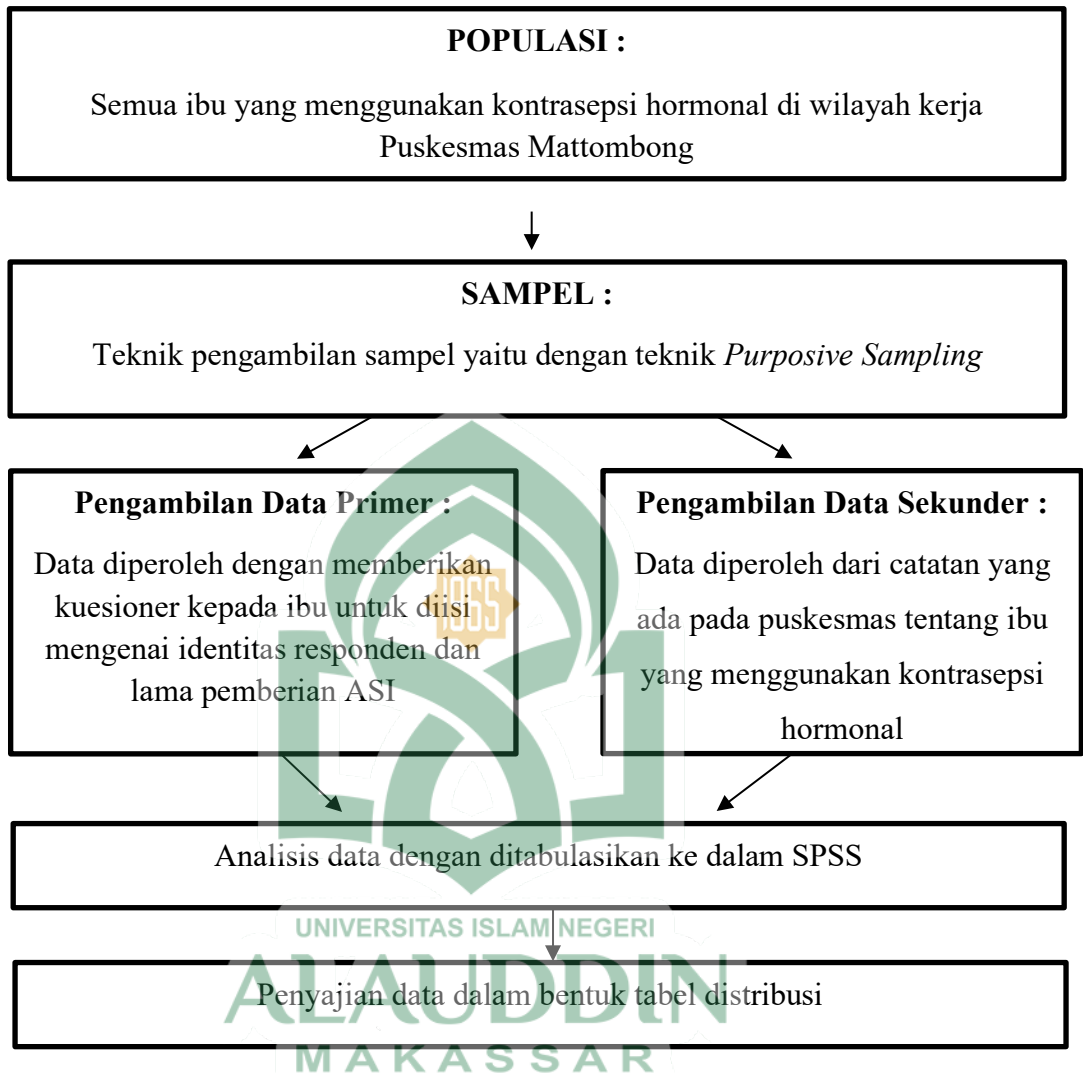 POPULASI :
Semua ibu yang menggunakan kontrasepsi hormonal di wilayah kerja
Puskesmas Mattombong
SAMPEL :
Teknik pengambilan sampel yaitu dengan teknik Purposive Sampling
Pengambilan Data Primer :
Data diperoleh dengan memberikan
kuesioner kepada ibu untuk diisi
mengenai identitas responden dan
lama pemberian ASI
Pengambilan Data Sekunder :
Data diperoleh dari catatan yang
ada pada puskesmas tentang ibu
yang menggunakan kontrasepsi
hormonal
1965
Analisis data dengan ditabulasikan ke dalam SPSS
UNIVERSITAS ISLAM NEGERI
Penyajian data dalam bentuk tabel distribusi
ALAUDDIN
MAKASSAR